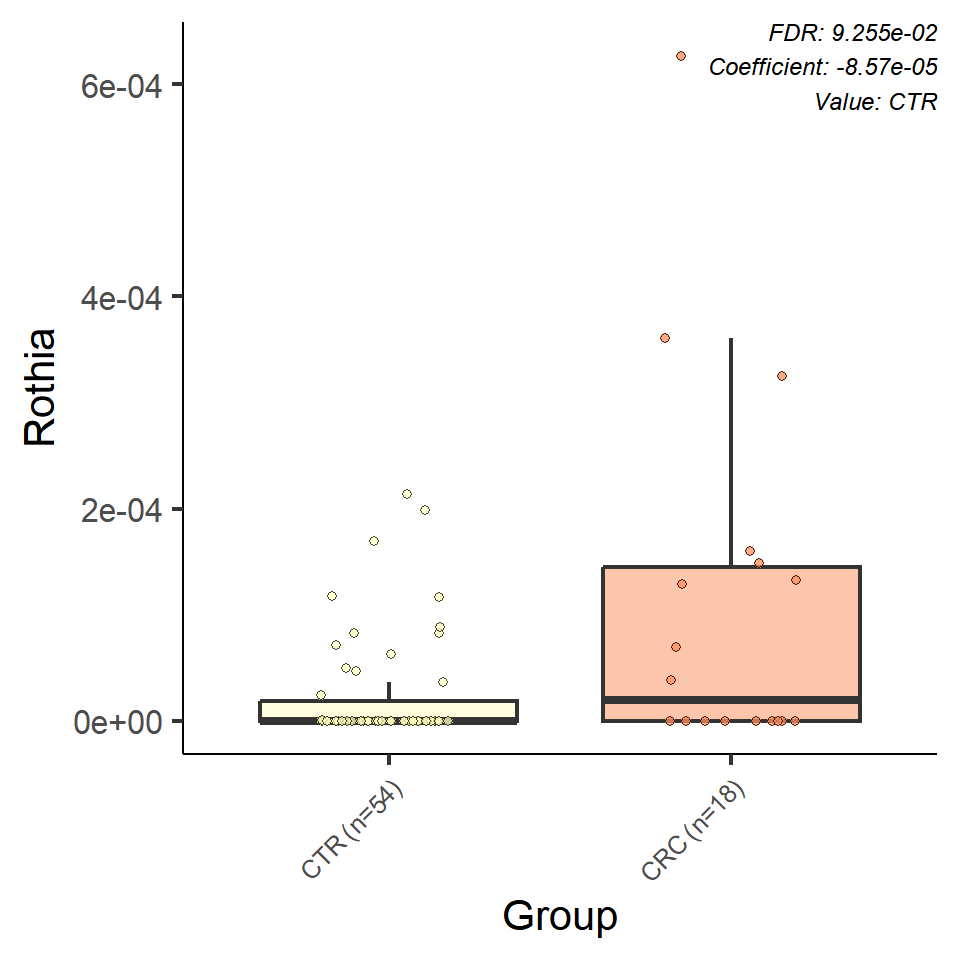 FDR: 9.255e-02
Coefficient: -8.57e-05
Value: CTR
6e-04
4e-04
2e-04
0e+00
Rothia
CTR (n=54)
CRC (n=18)
Group